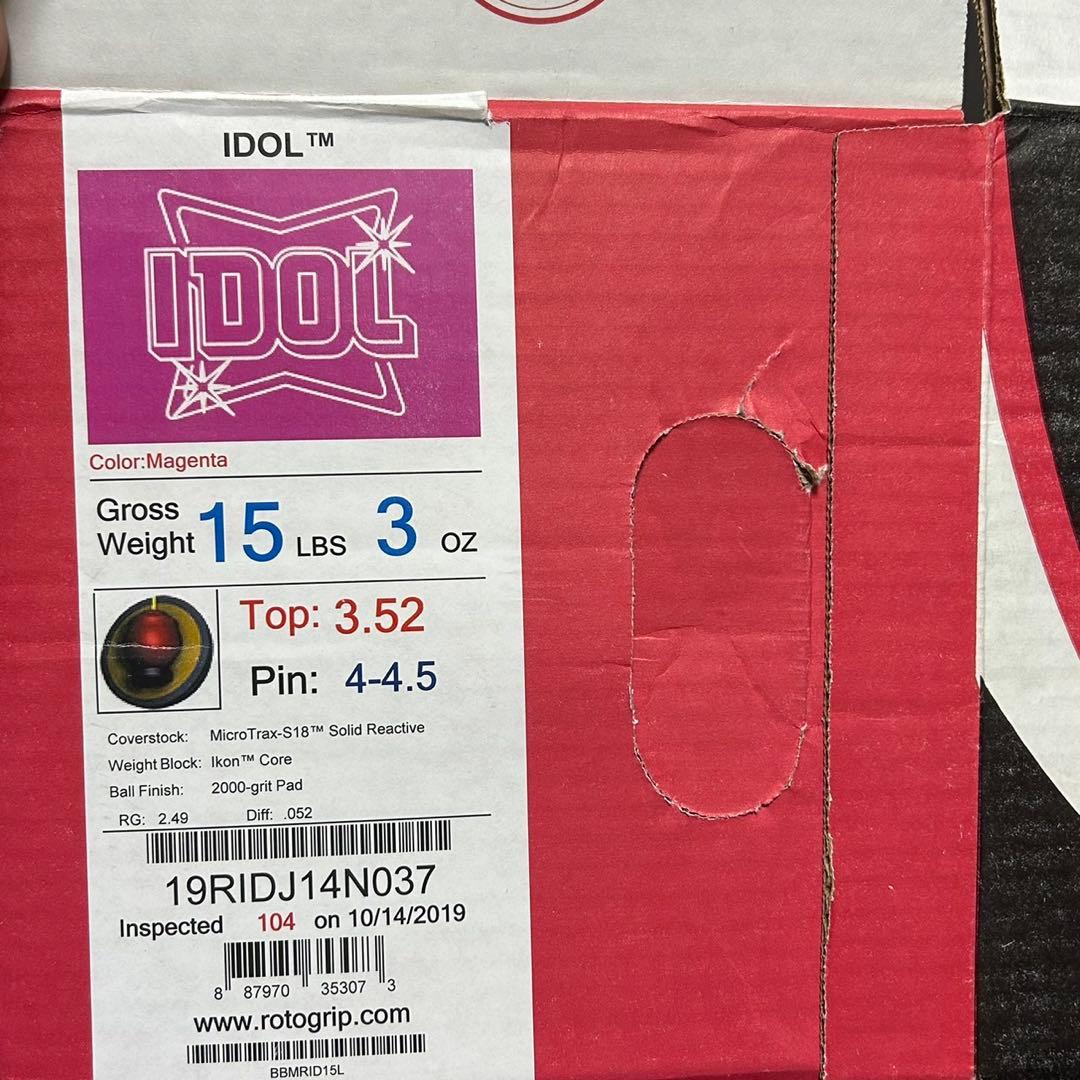 IDOL™
IDOL
Color:Magenta
Gross Weight 15 LBS 3 OZ
Top: 3.52
Pin: 4-4.5
Coverstock: MicroTrax-S18™ Solid Reactive
Weight Block: Ikon™ Core
Ball Finish: 2000-grit Pad
RG: 2.49 Diff: .052
19RIDJ14N037
Inspected 104 on 10/14/2019
8 87970 35307 3
www.rotogrip.com
BBMRID15L